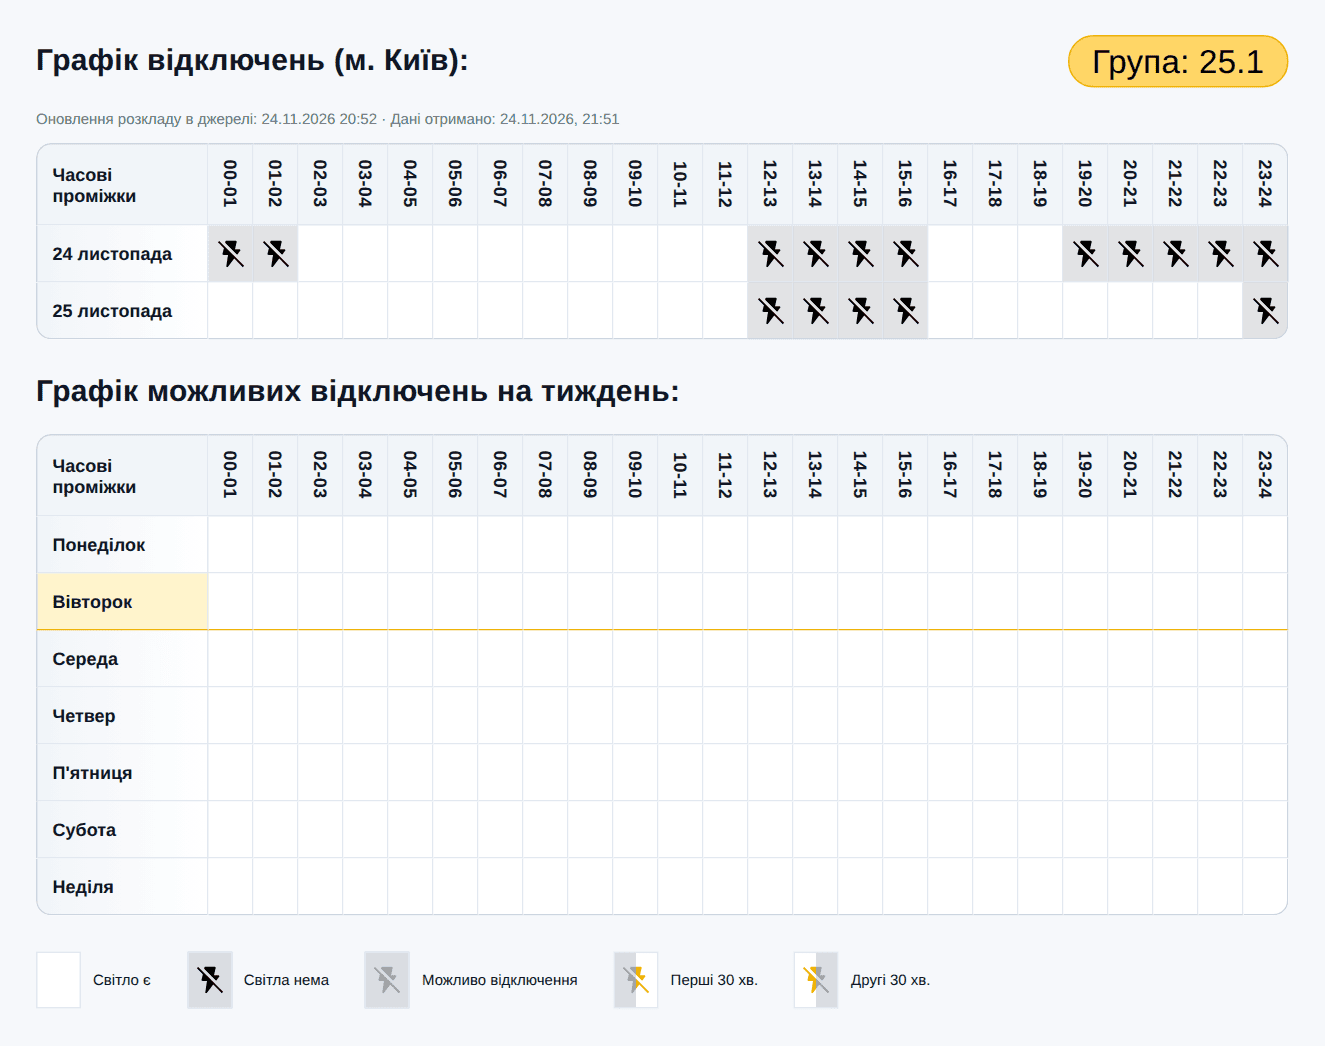 Графік відключень (м. Київ):
Група: 25.1
Оновлення розкладу в джерелі: 24.11.2026 20:52 · Дані отримано: 24.11.2026, 21:51
Часові
проміжки
00-01 01-02 02-03 03-04 04-05 05-06 06-07 07-08 08-09 09-10 10-11 11-12 12-13 13-14 14-15 15-16 16-17 17-18 18-19 19-20 20-21 21-22 22-23 23-24
24 листопада
25 листопада
Графік можливих відключень на тиждень:
Часові
проміжки
00-01 01-02 02-03 03-04 04-05 05-06 06-07 07-08 08-09 09-10 10-11 11-12 12-13 13-14 14-15 15-16 16-17 17-18 18-19 19-20 20-21 21-22 22-23 23-24
Понеділок
Вівторок
Середа
Четвер
П'ятниця
Субота
Неділя
Світло є
Світла нема
Можливо відключення
Перші 30 хв.
Другі 30 хв.